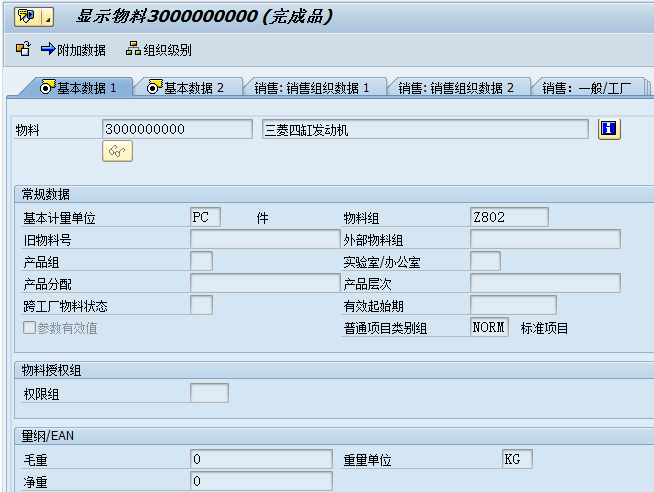 显示物料3000000000 (完成品)
附加数据 组织级别
基本数据 1 基本数据 2 销售: 销售组织数据 1 销售: 销售组织数据 2 销售: 一般/工厂
物料 3000000000 三菱四缸发动机
常规数据
基本计量单位 PC 件 物料组 Z802
旧物料号 外部物料组
产品组 实验室/办公室
产品分配 产品层次
跨工厂物料状态 有效起始期
参数有效值 普通项目类别组 NORM 标准项目
物料授权组
权限组
量纲/EAN
毛重 0 重量单位 KG
净重 0